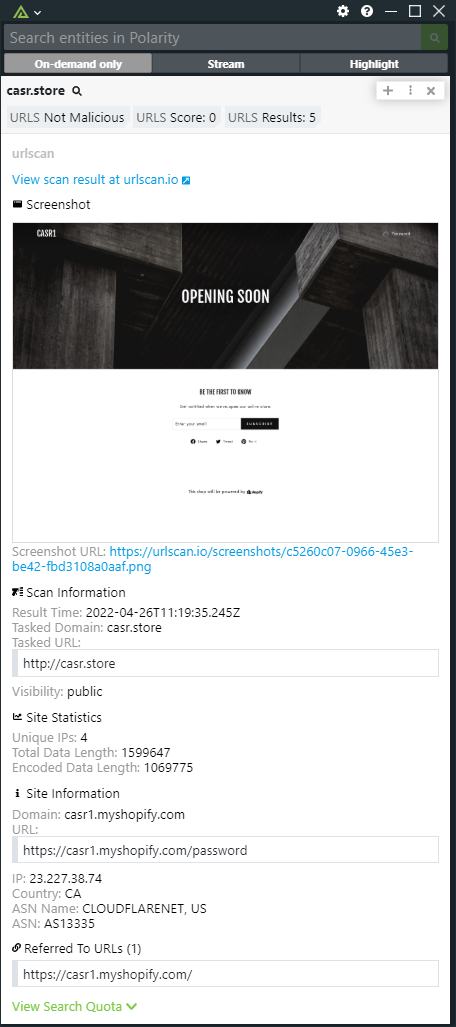 Search entities in Polarity
On-demand only Stream Highlight
casr.store
URLS Not Malicious URLS Score: 0 URLS Results: 5
urlscan
View scan result at urlscan.io
Screenshot
CASR1 Password
OPENING SOON
BE THE FIRST TO KNOW
Get notified when we open our online store.
Enter your email SUBSCRIBE
Share Tweet Pin it
This shop will be powered by shopify
Screenshot URL: https://urlscan.io/screenshots/c5260c07-0966-45e3-
be42-fbd3108a0aaf.png
Scan Information
Result Time: 2022-04-26T11:19:35.245Z
Tasked Domain: casr.store
Tasked URL:
http://casr.store
Visibility: public
Site Statistics
Unique IPs: 4
Total Data Length: 1599647
Encoded Data Length: 1069775
Site Information
Domain: casr1.myshopify.com
URL:
https://casr1.myshopify.com/password
IP: 23.227.38.74
Country: CA
ASN Name: CLOUDFLARENET, US
ASN: AS13335
Referred To URLs (1)
https://casr1.myshopify.com/
View Search Quota